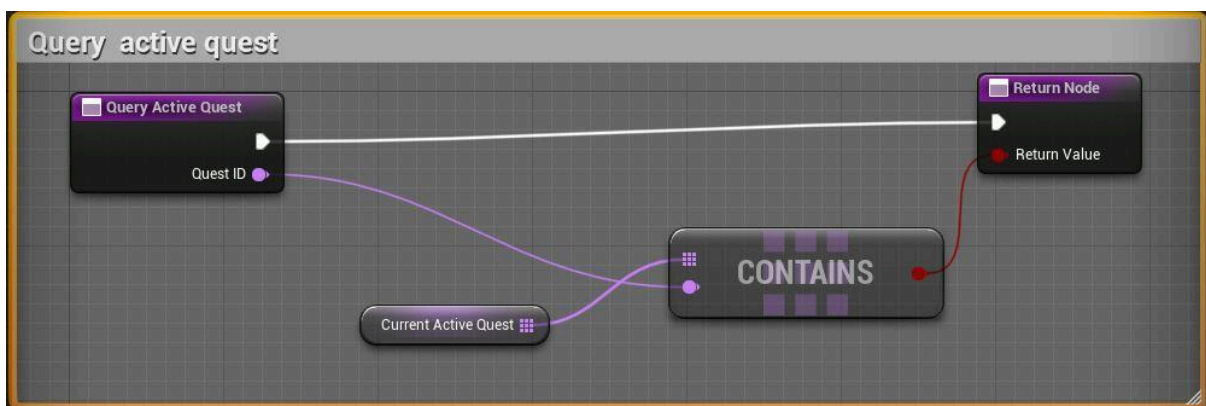 Query active quest
Query Active Quest
Return Node
Return Value
Quest ID
CONTAINS
Current Active Quest